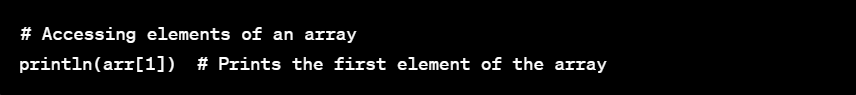 # Accessing elements of an array
println(arr[1])  # Prints the first element of the array